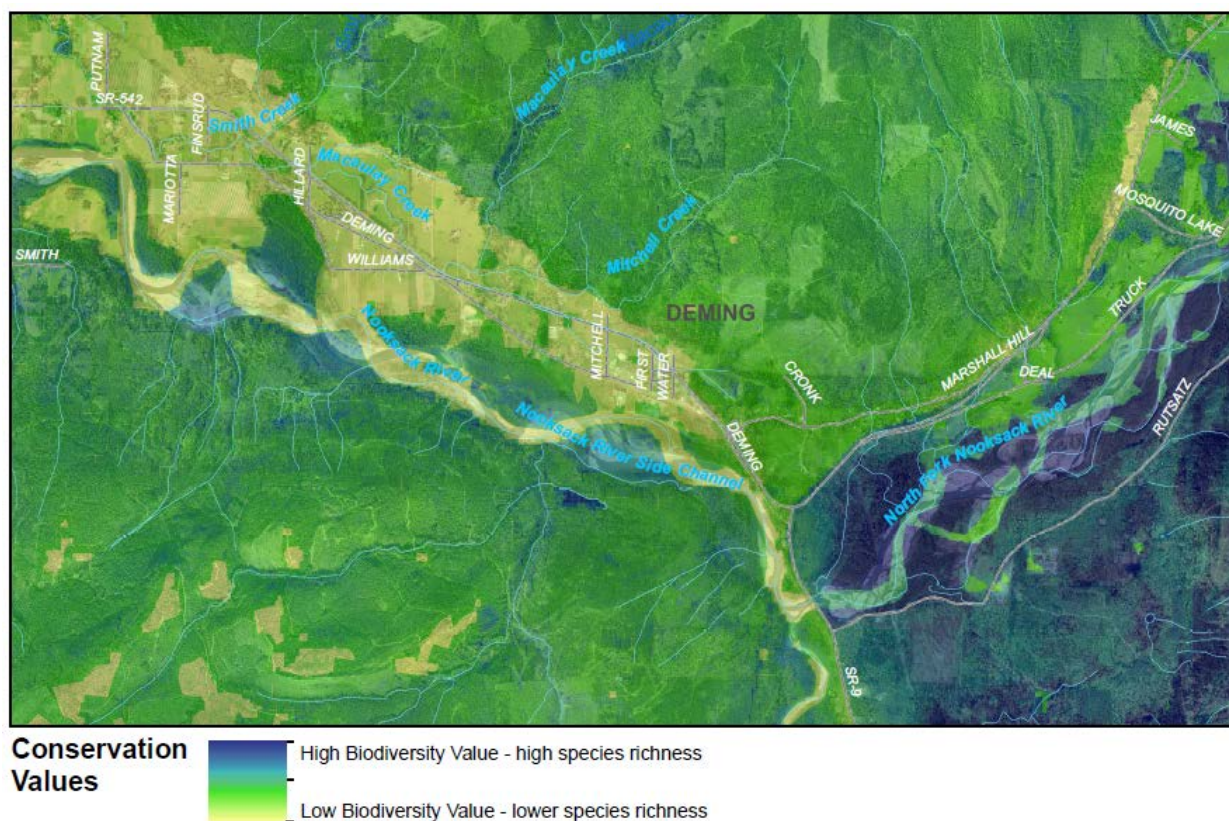 PUTNAM
SR-542
FINSRUD
Smith Creek
Macaulay Creek
MARIOTTA
HILLARD
Macaulay Creek
DEMING
WILLIAMS
SMITH
Mitchell Creek
DEMING
JAMES
MOSQUITO LAKE
TRUCK
MARSHALL HILL
DEAL
CRONK
RUTSATZ
Nooksack River
MITCHELL
FIRST
WATER
DEMING
Nooksack River Side Channel
North Fork Nooksack River
SR-9
Conservation
Values
High Biodiversity Value - high species richness
Low Biodiversity Value - lower species richness